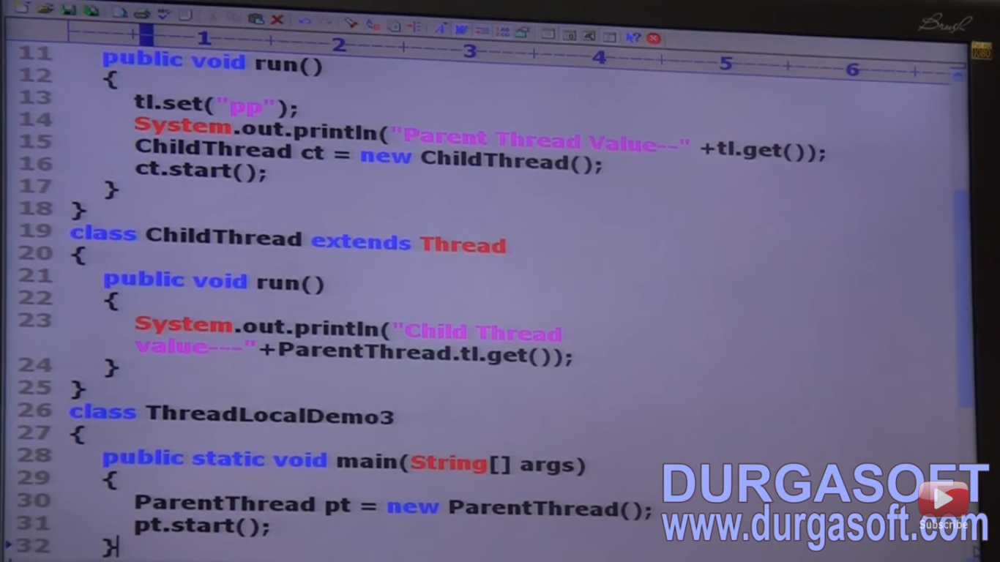 Brush
1 2 3 4 5 6
11 public void run()
12 {
13 tl.set("pp");
14 System.out.println("Parent Thread Value--" +tl.get());
15 ChildThread ct = new ChildThread();
16 ct.start();
17 }
18 }
19 class ChildThread extends Thread
20 {
21 public void run()
22 {
23 System.out.println("Child Thread
value---"+ParentThread.tl.get());
24 }
25 }
26 class ThreadLocalDemo3
27 {
28 public static void main(String[] args)
29 {
30 ParentThread pt = new ParentThread();
31 pt.start();
32 }
DURGASOFT
www.durgasoft.com
Subscribe